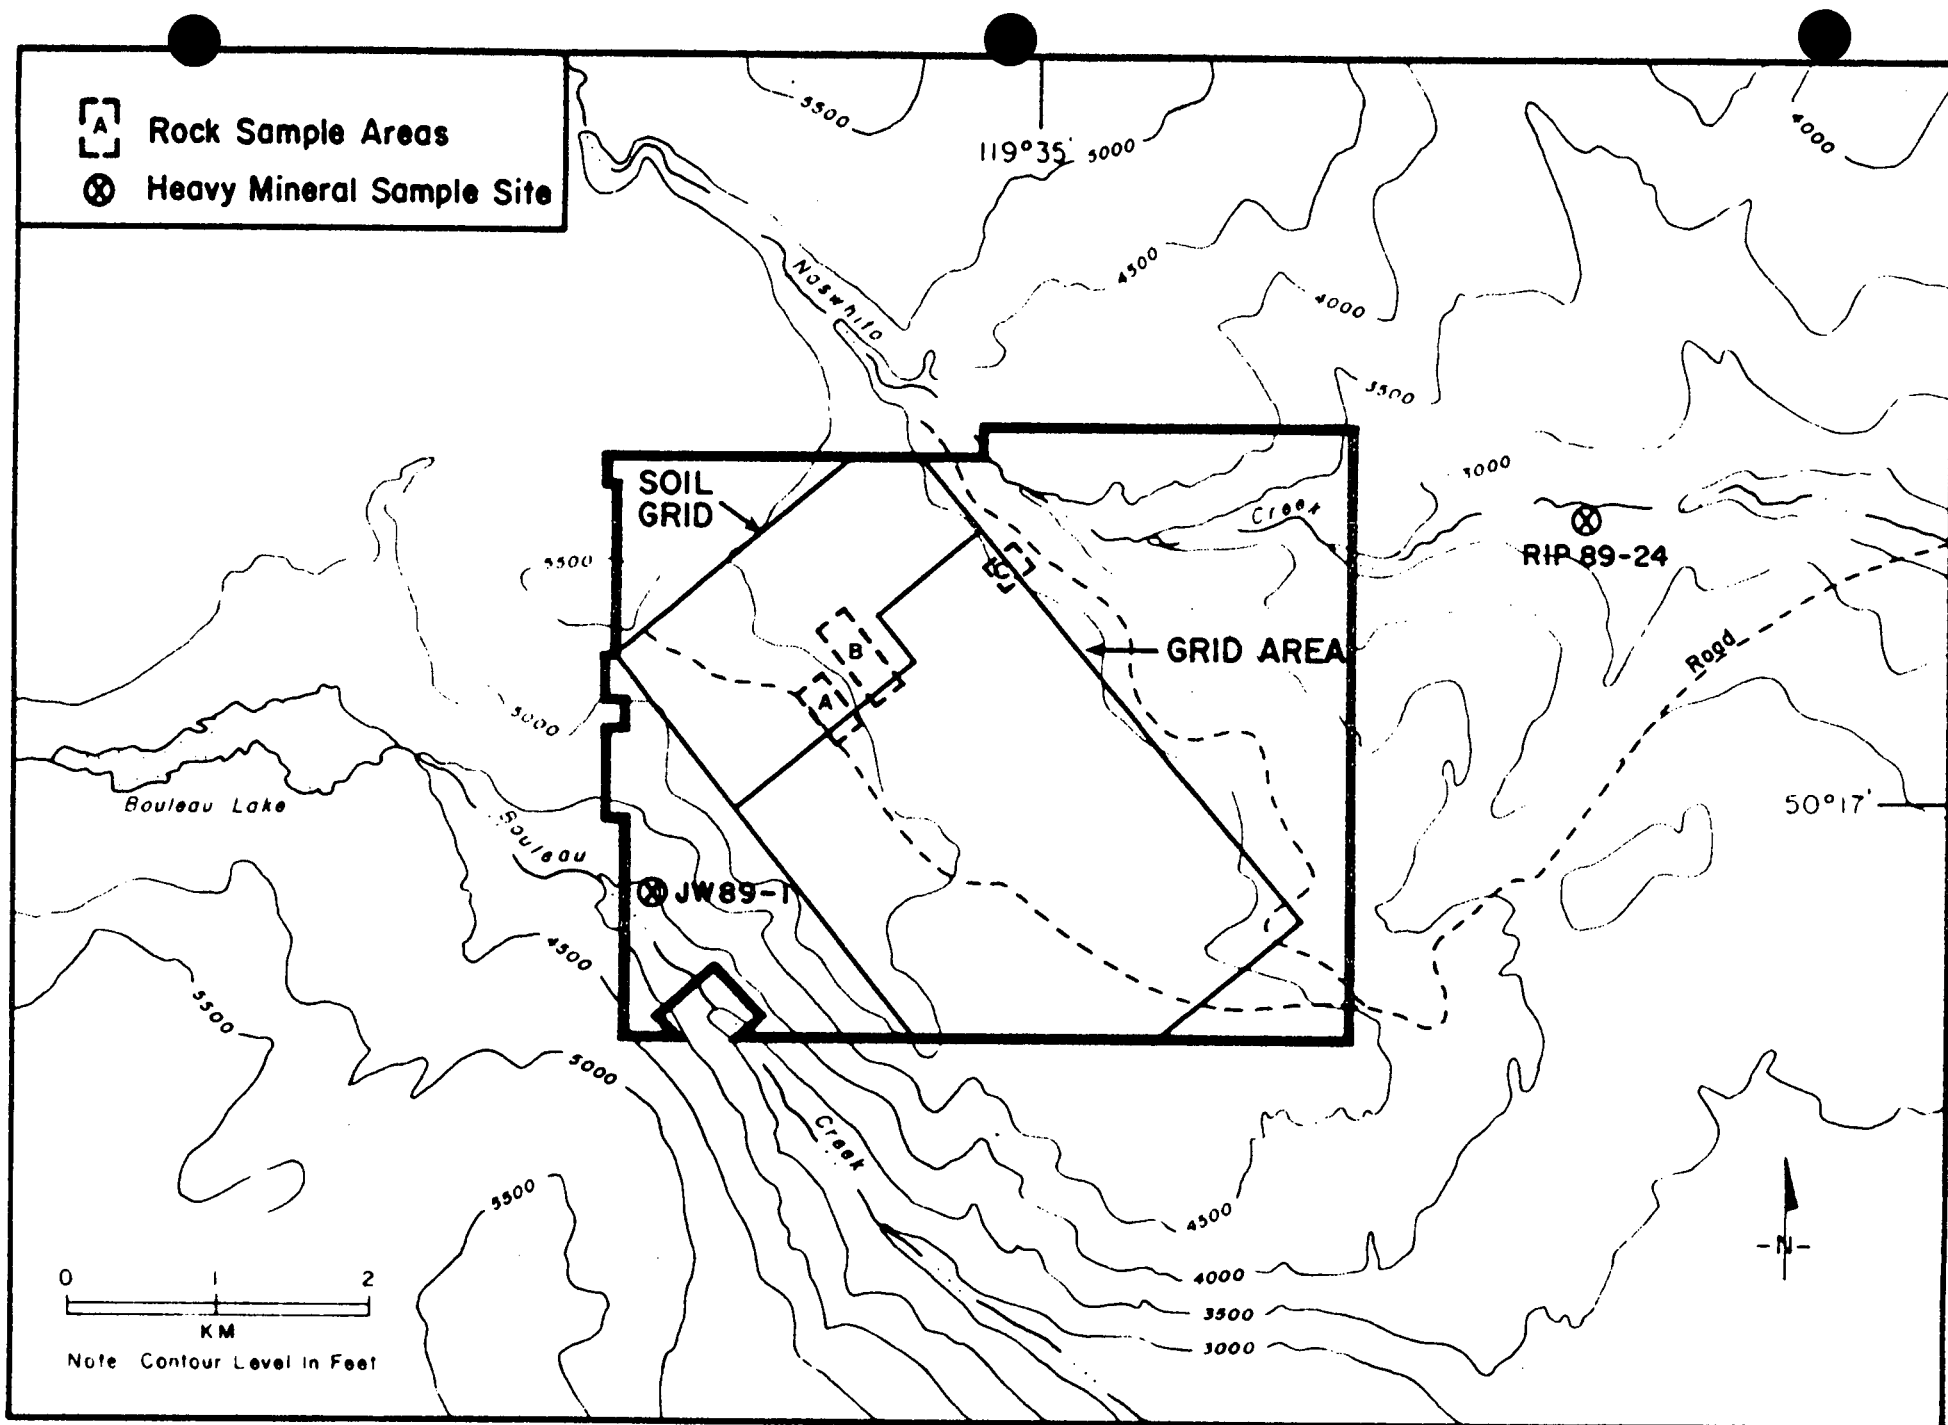 A Rock Sample Areas
Heavy Mineral Sample Site
5500
119°35'
5000
4000
4500
Naswhito
4000
3500
3000
SOIL
GRID
Creek
RIP 89-24
5500
C
B
GRID AREA
Road
A
5000
Bouleau Lake
50°17'
Bouleau
JW89-1
4500
5500
5000
Creek
5500
4500
-N-
4000
0 1 2
3500
KM
3000
Note Contour Level In Feet